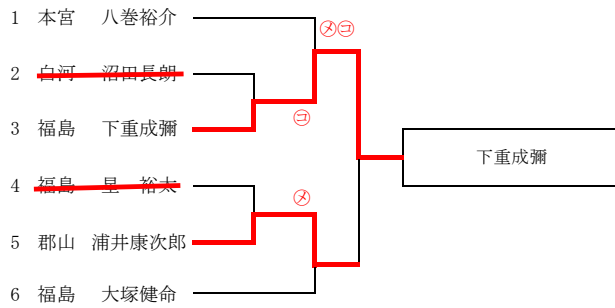 1 本宮 八巻裕介
㋱㋙
2 白河 沼田長朗
3 福島 下重成彌
㋙
下重成彌
4 福島 星 裕太
㋱
5 郡山 浦井康次郎
6 福島 大塚健命